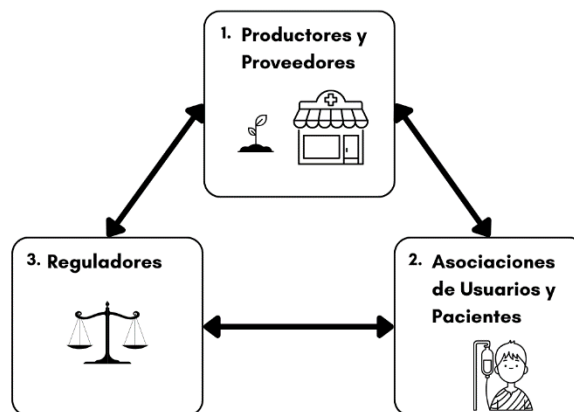 1. Productores y
Proveedores
3. Reguladores
2. Asociaciones
de Usuarios y
Pacientes